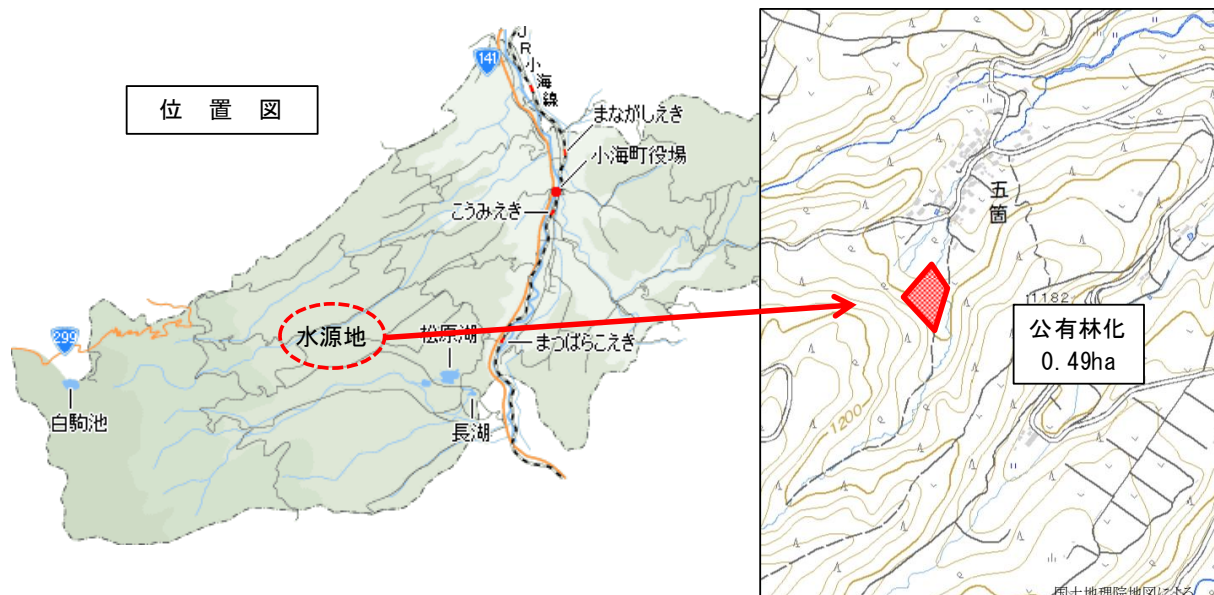 位置図
141
JR小海線
まながしえき
小海町役場
こうみえき
水源地
松原湖
まつばらこえき
299
白駒池
長湖
五箇
1182
公有林化
0.49ha
1200
国土地理院地図による